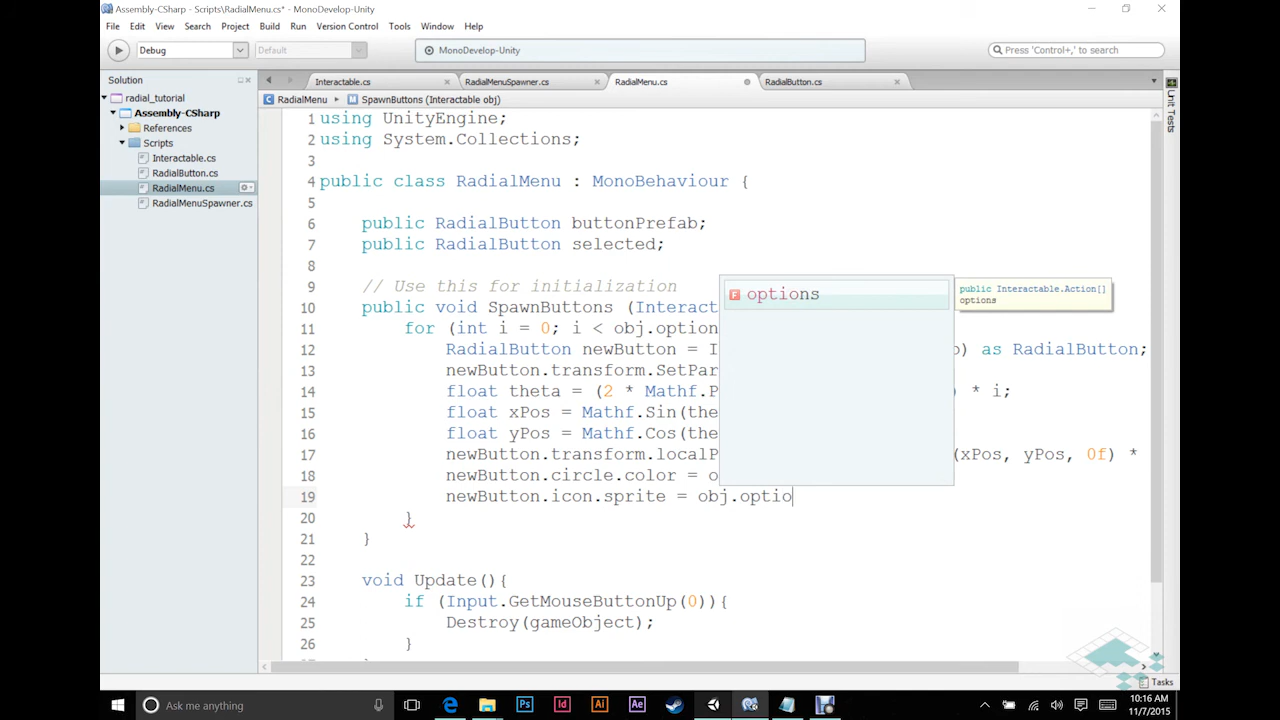 Assembly-CSharp - Scripts\RadialMenu.cs* - MonoDevelop-Unity
File Edit View Search Project Build Run Version Control Tools Window Help
Debug Default MonoDevelop-Unity Press 'Control+,' to search
Solution
radial_tutorial
Assembly-CSharp
References
Scripts
Interactable.cs
RadialButton.cs
RadialMenu.cs
RadialMenuSpawner.cs
Interactable.cs RadialMenuSpawner.cs RadialMenu.cs RadialButton.cs
RadialMenu SpawnButtons (Interactable obj)
1 using UnityEngine;
2 using System.Collections;
3
4 public class RadialMenu : MonoBehaviour {
5
6 public RadialButton buttonPrefab;
7 public RadialButton selected;
8
9 // Use this for initialization
10 public void SpawnButtons (Interact
11 for (int i = 0; i < obj.option
12 RadialButton newButton = I ) as RadialButton;
13 newButton.transform.SetPar
14 float theta = (2 * Mathf.P ) * i;
15 float xPos = Mathf.Sin(the
16 float yPos = Mathf.Cos(the
17 newButton.transform.localP (xPos, yPos, 0f) *
18 newButton.circle.color = o
19 newButton.icon.sprite = obj.optio
20 }
21 }
22
23 void Update(){
24 if (Input.GetMouseButtonUp(0)){
25 Destroy(gameObject);
26 }
options
public Interactable.Action[]
options
Unit Tests
Tasks
Ask me anything
Ps Id Ai Ae
10:16 AM
11/7/2015